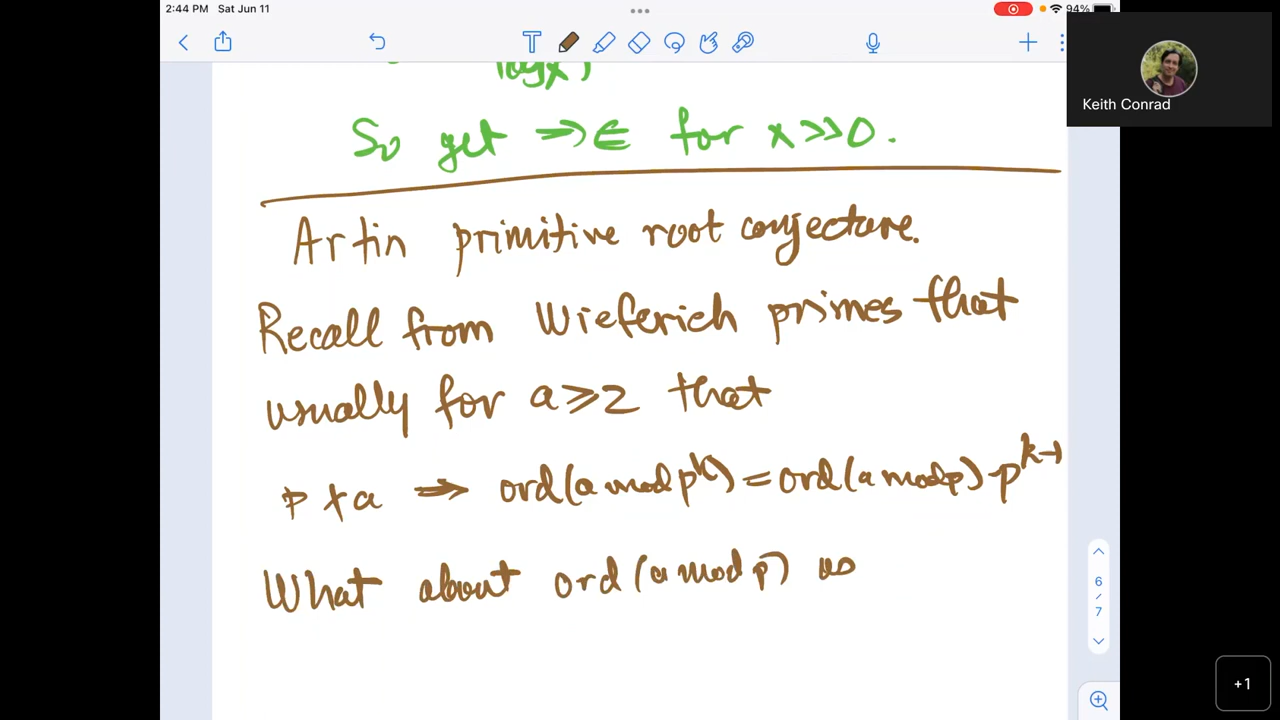 2:44 PM Sat Jun 11
94%
Keith Conrad
log x )
So get ⇒⇐ for x>>0.
Artin primitive root conjecture.
Recall from Wieferich primes that
usually for a≥2 that
p ∤ a ⇒ ord(a mod p^k) = ord(a mod p)·p^{k-1}
What about ord(a mod p) as
6
/
7
+1